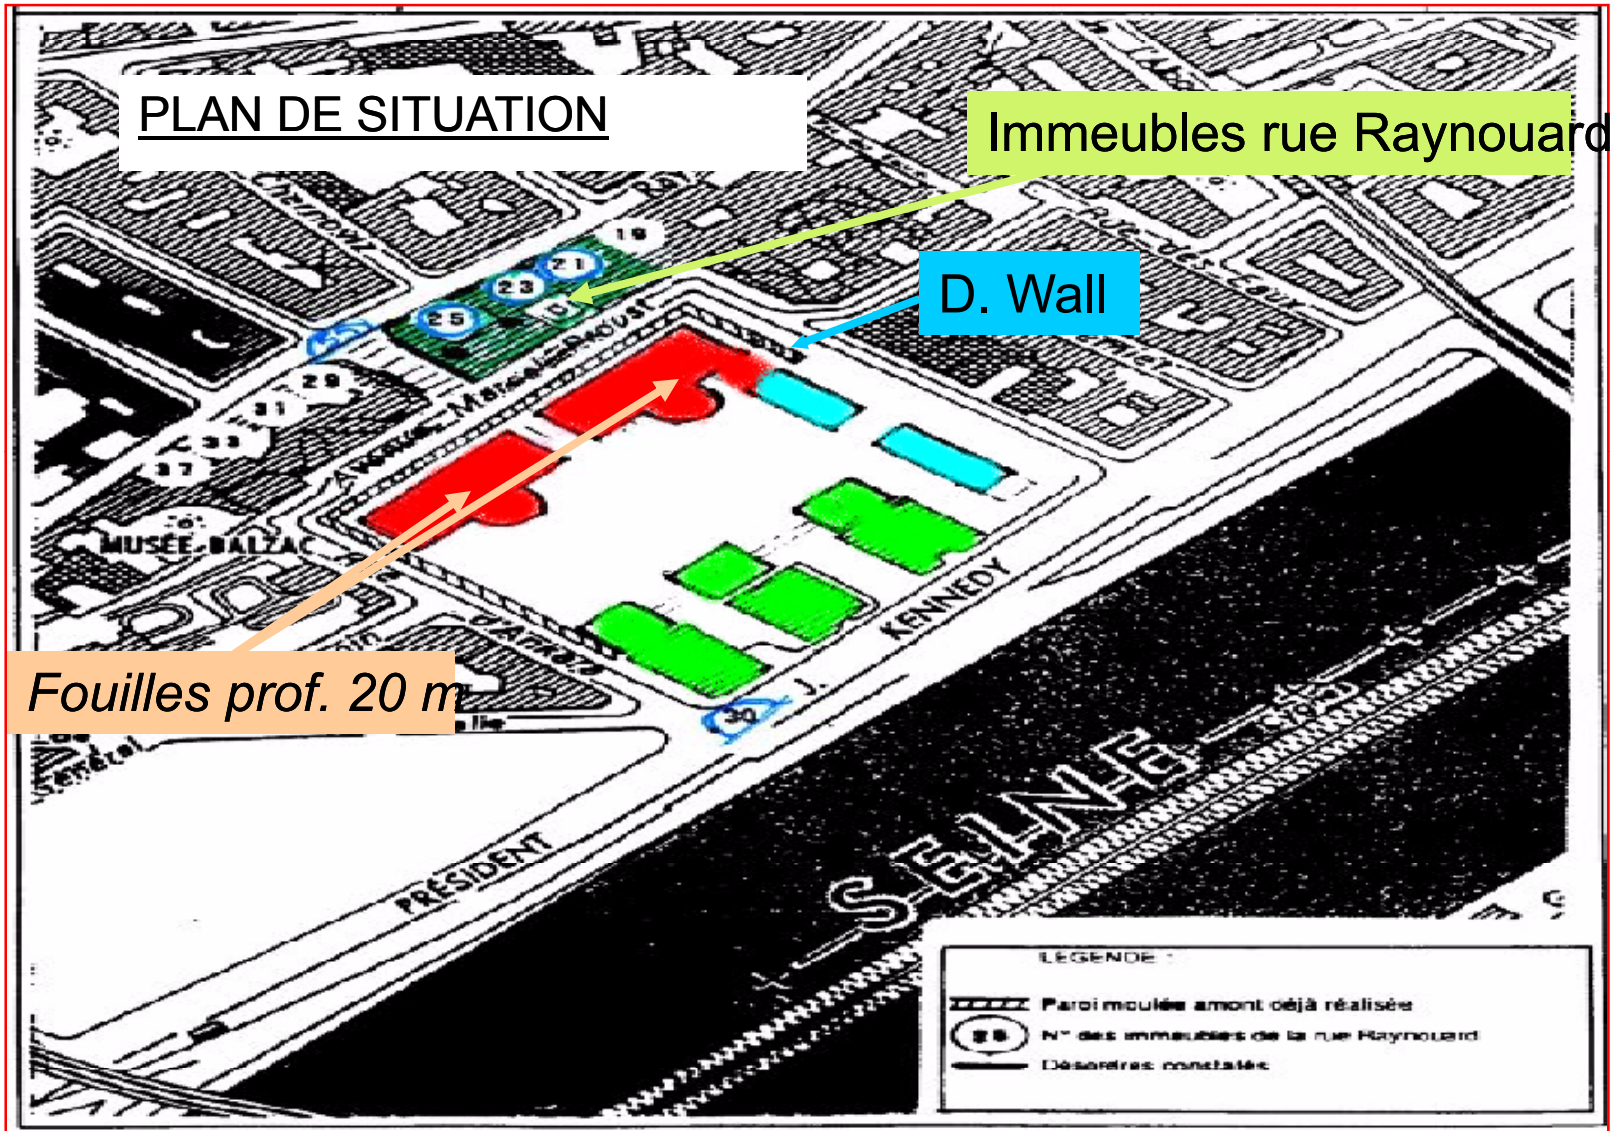 PLAN DE SITUATION
Immeubles rue Raynouard
D. Wall
19
21
23
25
29
31
33
37
Avenue Marcel
MUSÉE BALZAC
Fouilles prof. 20 m
30
PRÉSIDENT J. KENNEDY
SEINE
LEGENDE :
Paroi moulée amont déjà réalisée
N° des immeubles de la rue Raynouard
Désordres constatés